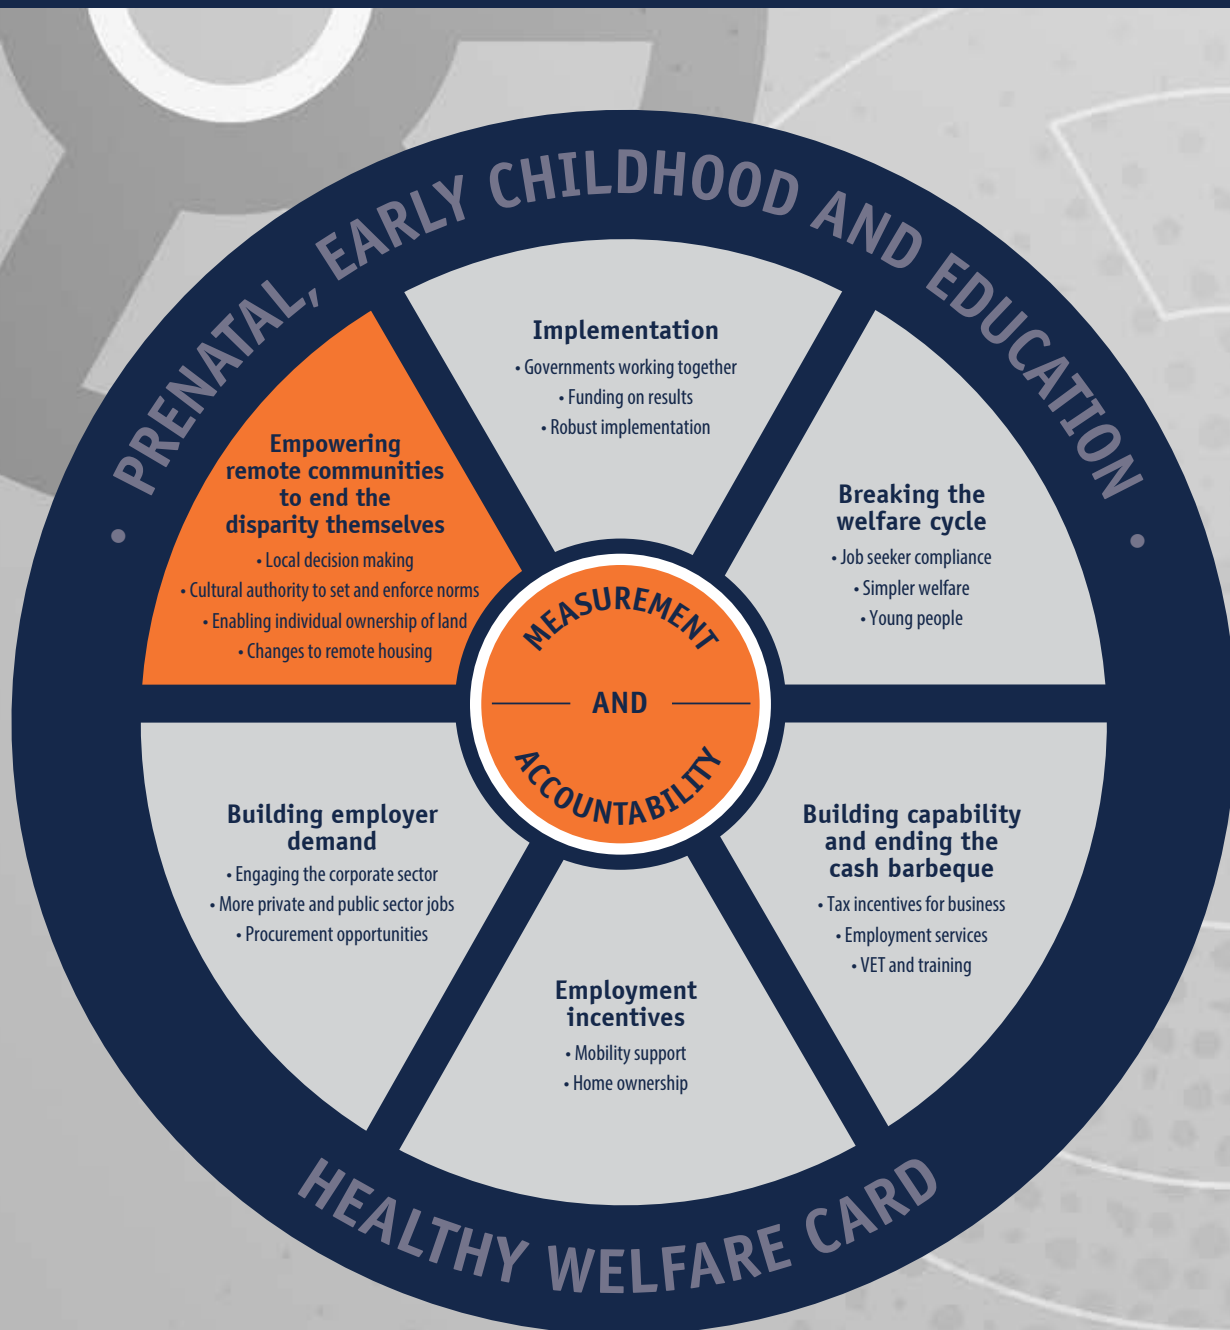 PRENATAL, EARLY CHILDHOOD AND EDUCATION
Implementation
• Governments working together
• Funding on results
• Robust implementation
Empowering
remote communities
to end the
disparity themselves
• Local decision making
• Cultural authority to set and enforce norms
• Enabling individual ownership of land
• Changes to remote housing
Breaking the
welfare cycle
• Job seeker compliance
• Simpler welfare
• Young people
MEASUREMENT
AND
ACCOUNTABILITY
Building employer
demand
• Engaging the corporate sector
• More private and public sector jobs
• Procurement opportunities
Building capability
and ending the
cash barbeque
• Tax incentives for business
• Employment services
• VET and training
Employment
incentives
• Mobility support
• Home ownership
HEALTHY WELFARE CARD